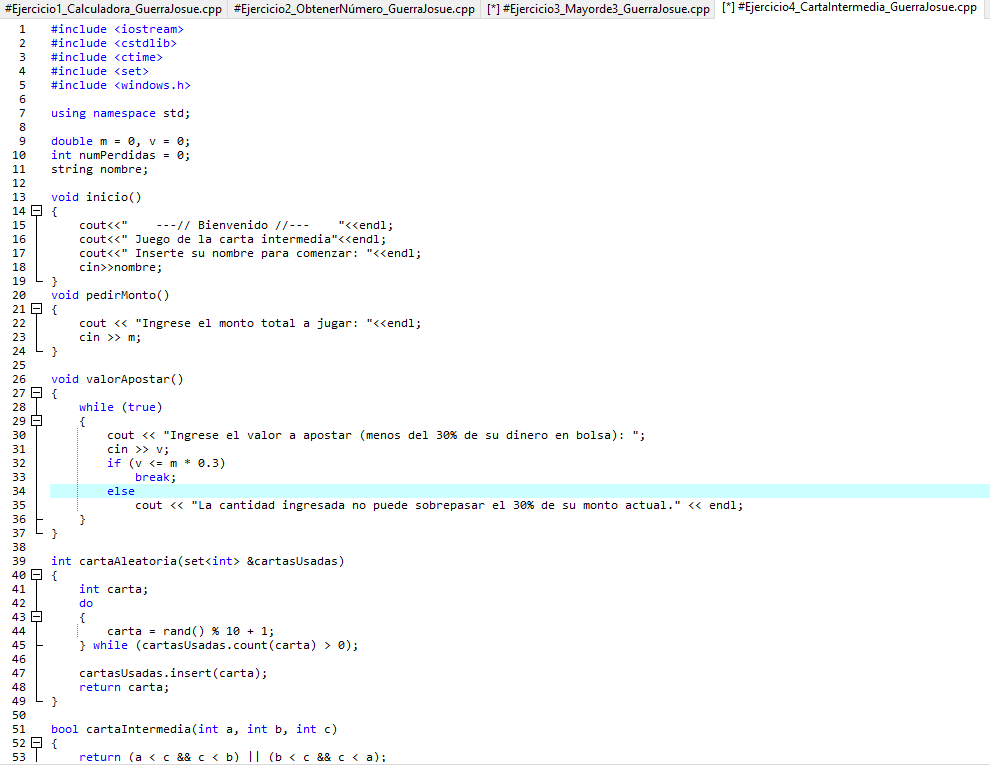 #Ejercicio1_Calculadora_GuerraJosue.cpp #Ejercicio2_ObtenerNúmero_GuerraJosue.cpp [*] #Ejercicio3_Mayorde3_GuerraJosue.cpp [*] #Ejercicio4_CartaIntermedia_GuerraJosue.cpp
1 #include <iostream>
2 #include <cstdlib>
3 #include <ctime>
4 #include <set>
5 #include <windows.h>
6
7 using namespace std;
8
9 double m = 0, v = 0;
10 int numPerdidas = 0;
11 string nombre;
12
13 void inicio()
14 {
15     cout<<"    ---// Bienvenido //---    "<<endl;
16     cout<<" Juego de la carta intermedia"<<endl;
17     cout<<" Inserte su nombre para comenzar: "<<endl;
18     cin>>nombre;
19 }
20 void pedirMonto()
21 {
22     cout << "Ingrese el monto total a jugar: "<<endl;
23     cin >> m;
24 }
25
26 void valorApostar()
27 {
28     while (true)
29     {
30         cout << "Ingrese el valor a apostar (menos del 30% de su dinero en bolsa): ";
31         cin >> v;
32         if (v <= m * 0.3)
33             break;
34         else
35             cout << "La cantidad ingresada no puede sobrepasar el 30% de su monto actual." << endl;
36     }
37 }
38
39 int cartaAleatoria(set<int> &cartasUsadas)
40 {
41     int carta;
42     do
43     {
44         carta = rand() % 10 + 1;
45     } while (cartasUsadas.count(carta) > 0);
46
47     cartasUsadas.insert(carta);
48     return carta;
49 }
50
51 bool cartaIntermedia(int a, int b, int c)
52 {
53     return (a < c && c < b) || (b < c && c < a);